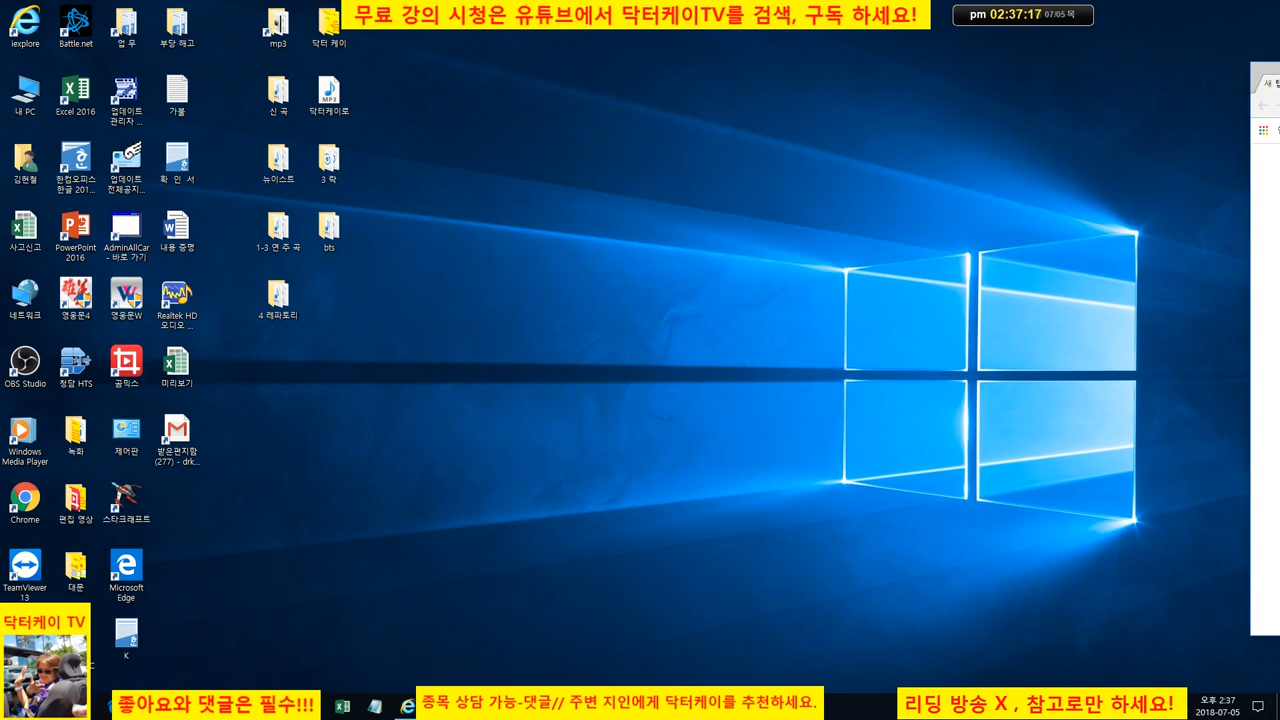 무료 강의 시청은 유튜브에서 닥터케이TV를 검색, 구독 하세요!
pm 02:37:17 07/05 목
iexplore
Battle.net
업 무
부당 해고
mp3
닥터 케이
새 탭
내 PC
Excel 2016
업데이트
관리자 ...
가불
신 곡
MP3
닥터케이로
김현철
한컴오피스
한글 201...
업데이트
전체공지...
확 인 서
뉴이스트
3 락
사고신고
PowerPoint
2016
AdminAllCar
- 바로 가기
내용 증명
1-3 연 주 곡
bts
네트워크
영웅문4
영웅문W
Realtek HD
오디오 ...
4 레파토리
OBS Studio
청담 HTS
곰믹스
미리보기
Windows
Media Player
녹화
제어판
받은편지함
(277) - drk...
Chrome
편집 영상
스타크래프트
TeamViewer
13
대문
Microsoft
Edge
K
닥터케이 TV
좋아요와 댓글은 필수!!!
종목 상담 가능-댓글// 주변 지인에게 닥터케이를 추천하세요.
리딩 방송 X , 참고로만 하세요!
오후 2:37
2018-07-05